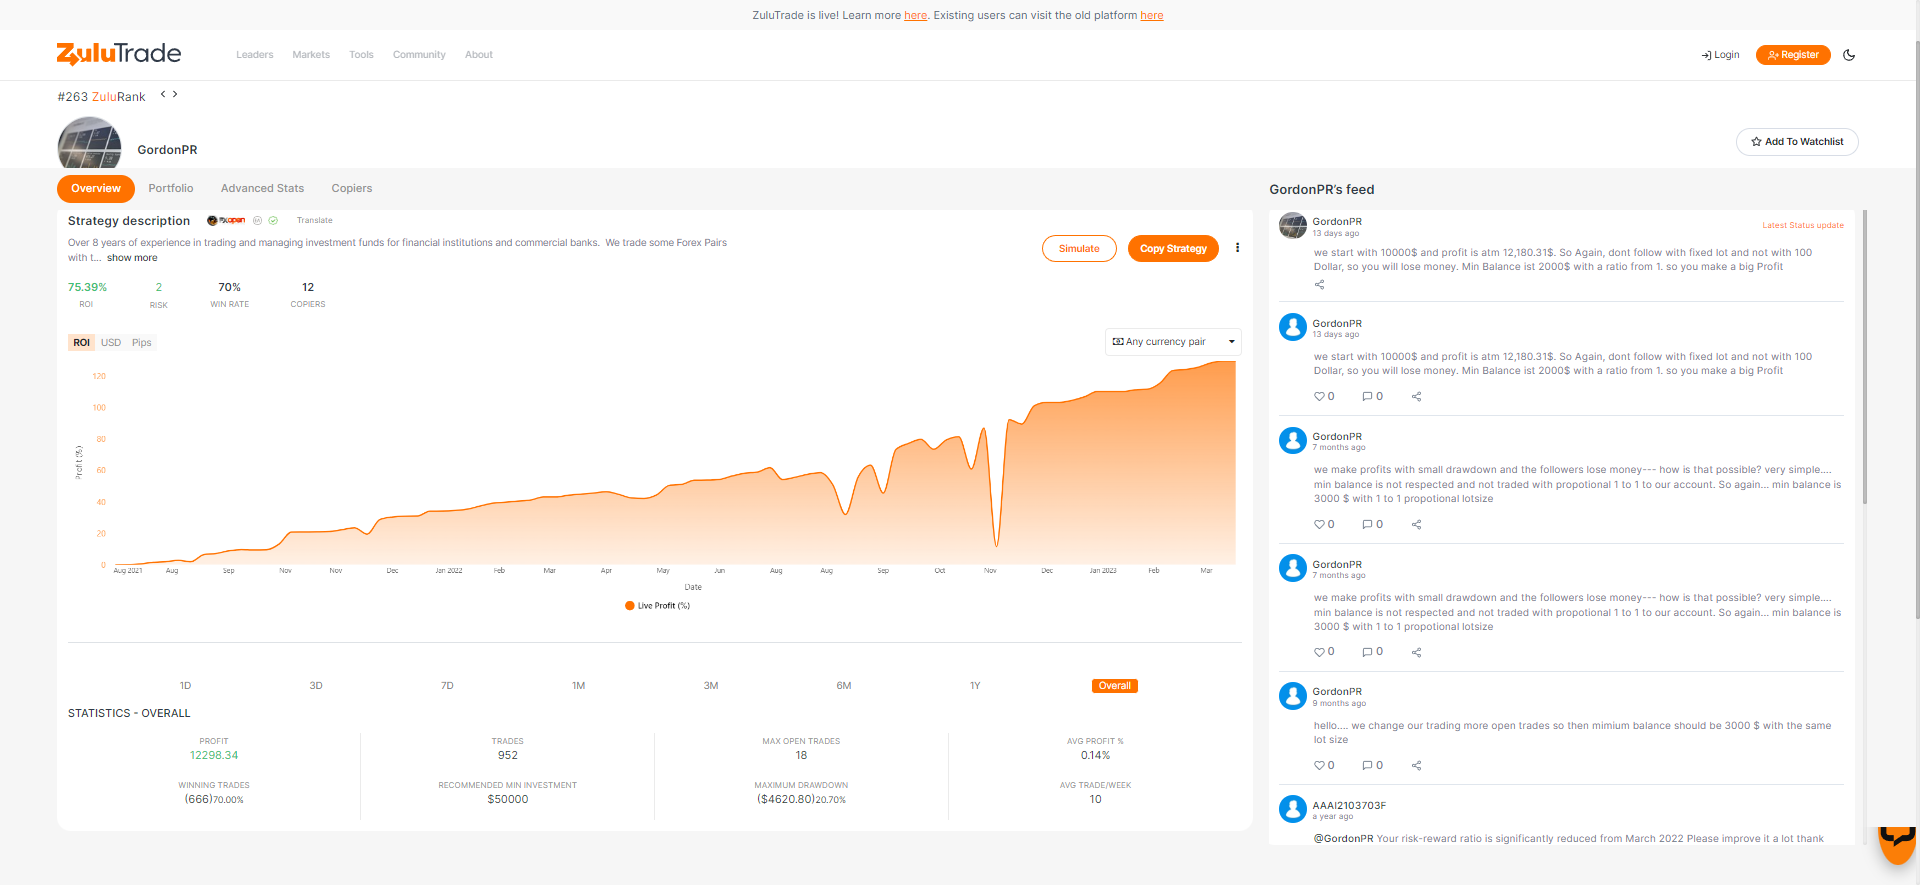 ZuluTrade is live! Learn more here. Existing users can visit the old platform here
ZuluTrade
Leaders Markets Tools Community About
Login Register
#263 ZuluRank
GordonPR
Add To Watchlist
Overview Portfolio Advanced Stats Copiers
Strategy description
Translate
Over 8 years of experience in trading and managing investment funds for financial institutions and commercial banks. We trade some Forex Pairs
with t... show more
Simulate Copy Strategy
75.39% 2 70% 12
ROI RISK WIN RATE COPIERS
ROI USD Pips
Any currency pair
Profit (%)
120
100
80
60
40
20
0
Aug 2021 Aug Sep Nov Nov Dec Jan 2022 Feb Mar Apr May Jun Aug Aug Sep Oct Nov Dec Jan 2023 Feb Mar
Date
Live Profit (%)
1D 3D 7D 1M 3M 6M 1Y Overall
STATISTICS - OVERALL
PROFIT TRADES MAX OPEN TRADES AVG PROFIT %
12298.34 952 18 0.14%
WINNING TRADES RECOMMENDED MIN INVESTMENT MAXIMUM DRAWDOWN AVG TRADE/WEEK
(666)70.00% $50000 ($4620.80)20.70% 10
GordonPR's feed
GordonPR
13 days ago
Latest Status update
we start with 10000$ and profit is atm 12,180.31$. So Again, dont follow with fixed lot and not with 100
Dollar, so you will lose money. Min Balance ist 2000$ with a ratio from 1. so you make a big Profit
GordonPR
13 days ago
we start with 10000$ and profit is atm 12,180.31$. So Again, dont follow with fixed lot and not with 100
Dollar, so you will lose money. Min Balance ist 2000$ with a ratio from 1. so you make a big Profit
0 0
GordonPR
7 months ago
we make profits with small drawdown and the followers lose money--- how is that possible? very simple....
min balance is not respected and not traded with propotional 1 to 1 to our account. So again... min balance is
3000 $ with 1 to 1 propotional lotsize
0 0
GordonPR
7 months ago
we make profits with small drawdown and the followers lose money--- how is that possible? very simple....
min balance is not respected and not traded with propotional 1 to 1 to our account. So again... min balance is
3000 $ with 1 to 1 propotional lotsize
0 0
GordonPR
9 months ago
hello.... we change our trading more open trades so then mimium balance should be 3000 $ with the same
lot size
0 0
AAAI2103703F
a year ago
@GordonPR Your risk-reward ratio is significantly reduced from March 2022 Please improve it a lot thank